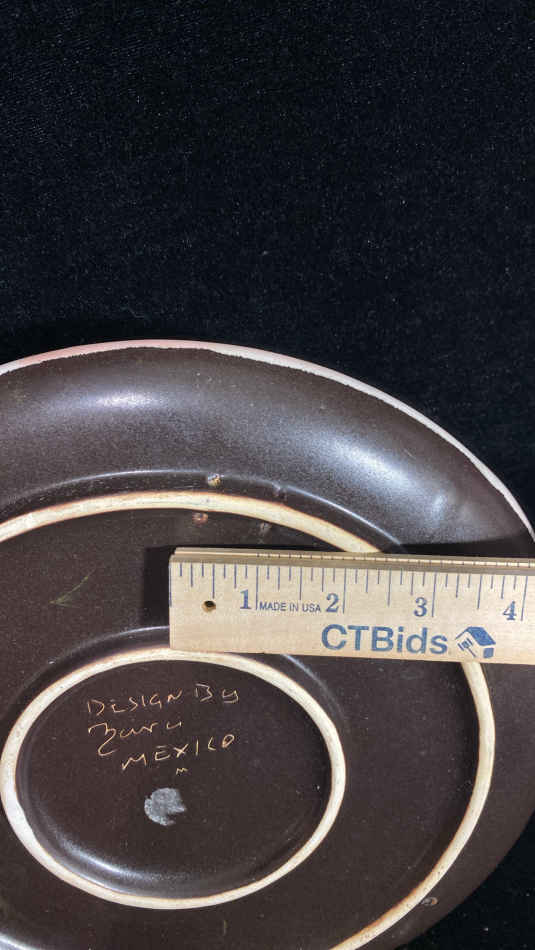 1 MADE IN USA 2 3 4
CTBids
DESIGN BY
MEXICO
M